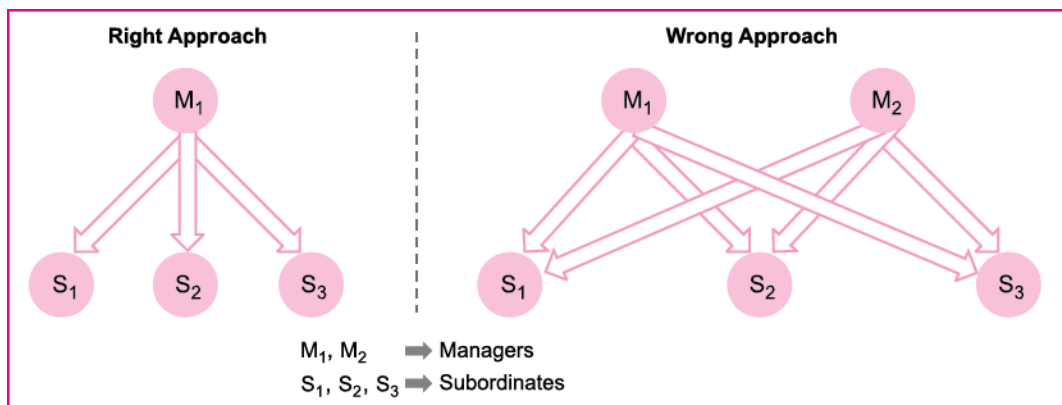 Right Approach
Wrong Approach
M₁
M₁
M₂
S₁
S₂
S₃
S₁
S₂
S₃
M₁, M₂ ➡ Managers
S₁, S₂, S₃ ➡ Subordinates